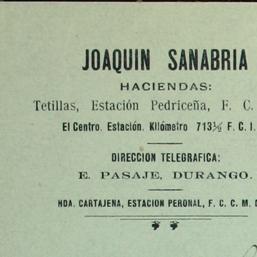 JOAQUIN SANABRIA
HACIENDAS:
Tetillas, Estación Pedriceña, F. C.
El Centro. Estación. Kilómetro 713½ F. C. I.
DIRECCION TELEGRAFICA:
E. PASAJE, DURANGO.
HDA. CARTAJENA, ESTACION PERONAL, F. C. C. M.